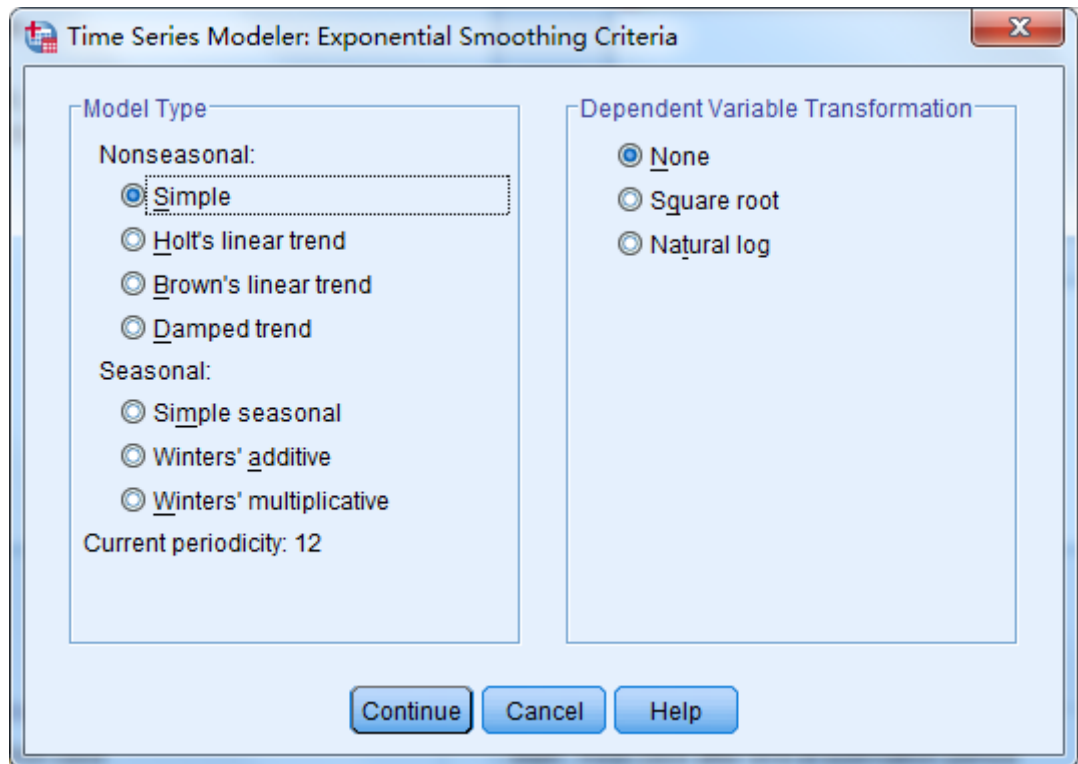 Time Series Modeler: Exponential Smoothing Criteria
Model Type
Nonseasonal:
Simple
Holt's linear trend
Brown's linear trend
Damped trend
Seasonal:
Simple seasonal
Winters' additive
Winters' multiplicative
Current periodicity: 12
Dependent Variable Transformation
None
Square root
Natural log
Continue
Cancel
Help